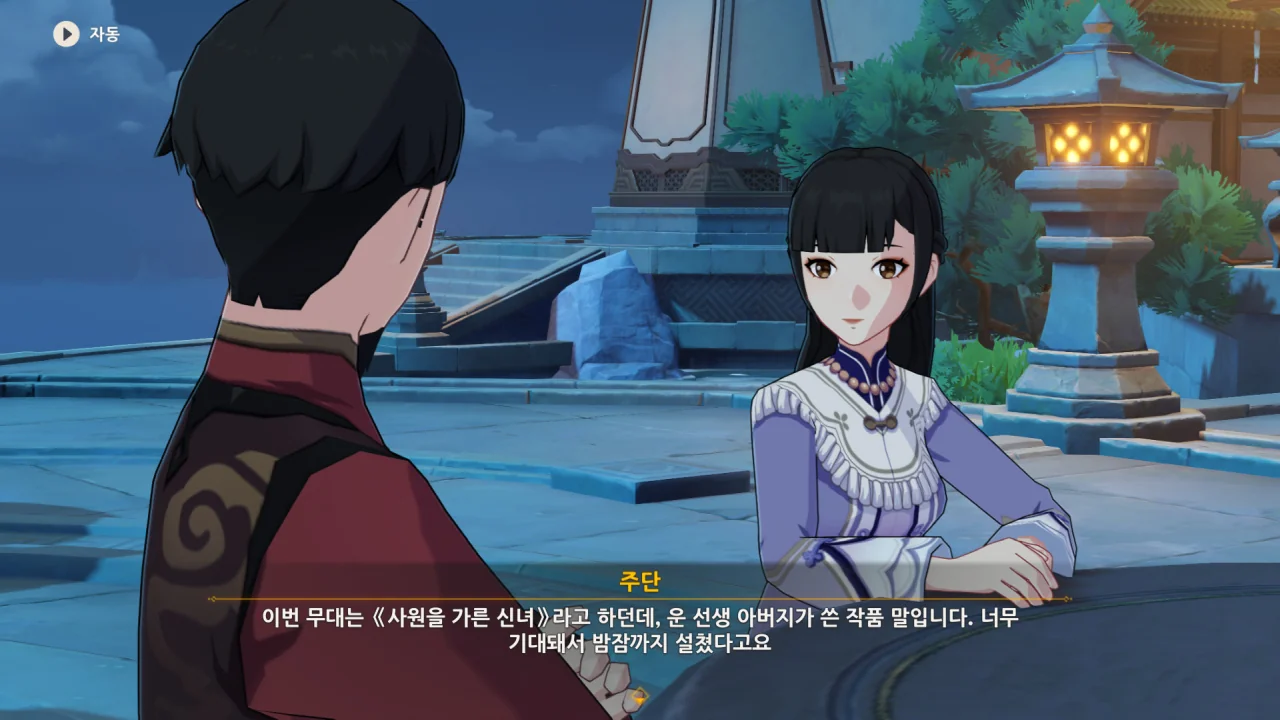 자동
주단
이번 무대는 《사원을 가른 신녀》라고 하던데, 운 선생 아버지가 쓴 작품 말입니다. 너무
기대돼서 밤잠까지 설쳤다고요